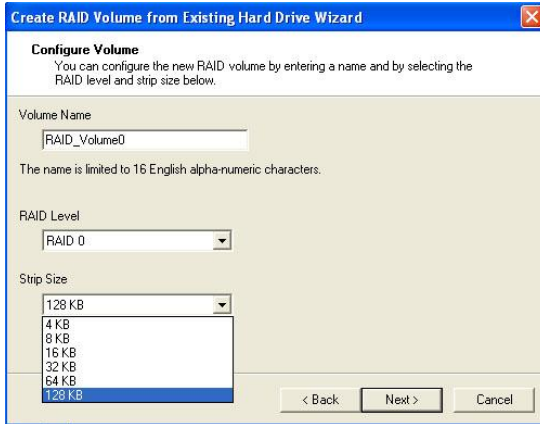 Create RAID Volume from Existing Hard Drive Wizard
Configure Volume
You can configure the new RAID volume by entering a name and by selecting the
RAID level and strip size below.
Volume Name
RAID_Volume0
The name is limited to 16 English alpha-numeric characters.
RAID Level
RAID 0
Strip Size
128 KB
4 KB
8 KB
16 KB
32 KB
64 KB
128 KB
< Back
Next >
Cancel